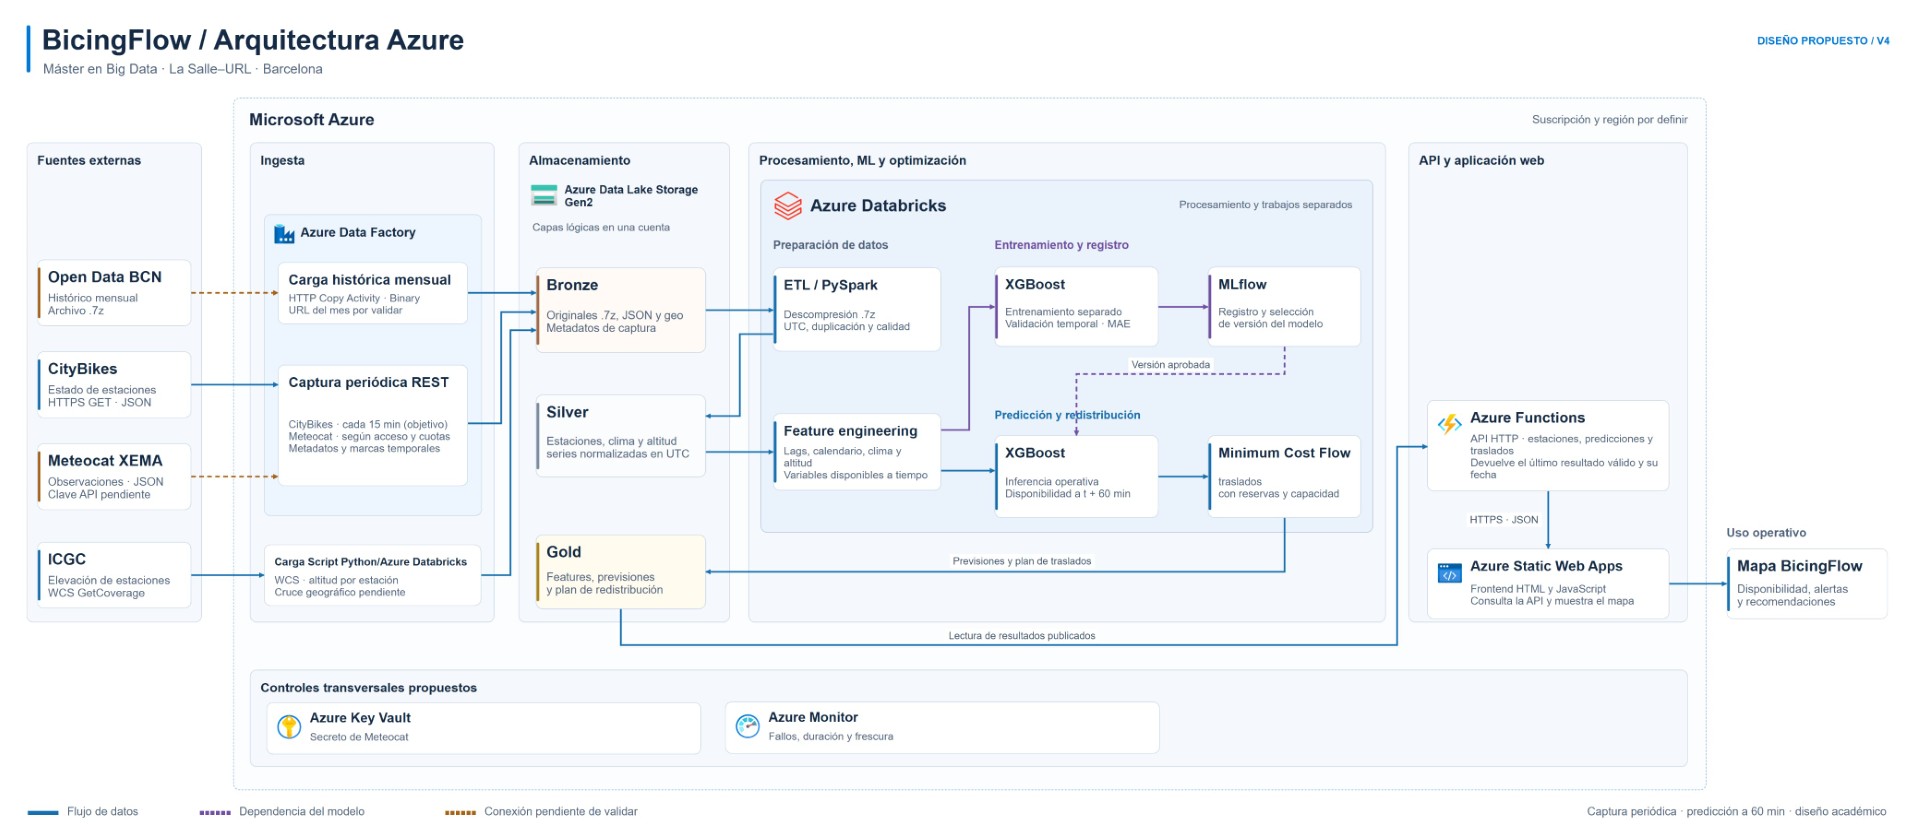 BicingFlow / Arquitectura Azure
Máster en Big Data · La Salle–URL · Barcelona
DISEÑO PROPUESTO / V4
Microsoft Azure
Suscripción y región por definir
Fuentes externas
Open Data BCN
Histórico mensual
Archivo .7z
CityBikes
Estado de estaciones
HTTPS GET · JSON
Meteocat XEMA
Observaciones · JSON
Clave API pendiente
ICGC
Elevación de estaciones
WCS GetCoverage
Ingesta
Azure Data Factory
Carga histórica mensual
HTTP Copy Activity · Binary
URL del mes por validar
Captura periódica REST
CityBikes · cada 15 min (objetivo)
Meteocat · según acceso y cuotas
Metadatos y marcas temporales
Carga Script Python/Azure Databricks
WCS · altitud por estación
Cruce geográfico pendiente
Almacenamiento
Azure Data Lake Storage
Gen2
Capas lógicas en una cuenta
Bronze
Originales .7z, JSON y geo
Metadatos de captura
Silver
Estaciones, clima y altitud
series normalizadas en UTC
Gold
Features, previsiones
y plan de redistribución
Procesamiento, ML y optimización
Azure Databricks
Procesamiento y trabajos separados
Preparación de datos
ETL / PySpark
Descompresión .7z
UTC, duplicación y calidad
Feature engineering
Lags, calendario, clima y
altitud
Variables disponibles a tiempo
Entrenamiento y registro
XGBoost
Entrenamiento separado
Validación temporal · MAE
MLflow
Registro y selección
de versión del modelo
Versión aprobada
Predicción y redistribución
XGBoost
Inferencia operativa
Disponibilidad a t + 60 min
Minimum Cost Flow
traslados
con reservas y capacidad
Previsiones y plan de traslados
Lectura de resultados publicados
API y aplicación web
Azure Functions
API HTTP · estaciones, predicciones y
traslados
Devuelve el último resultado válido y su
fecha
HTTPS · JSON
Azure Static Web Apps
Frontend HTML y JavaScript
Consulta la API y muestra el mapa
Uso operativo
Mapa BicingFlow
Disponibilidad, alertas
y recomendaciones
Controles transversales propuestos
Azure Key Vault
Secreto de Meteocat
Azure Monitor
Fallos, duración y frescura
Flujo de datos
Dependencia del modelo
Conexión pendiente de validar
Captura periódica · predicción a 60 min · diseño académico